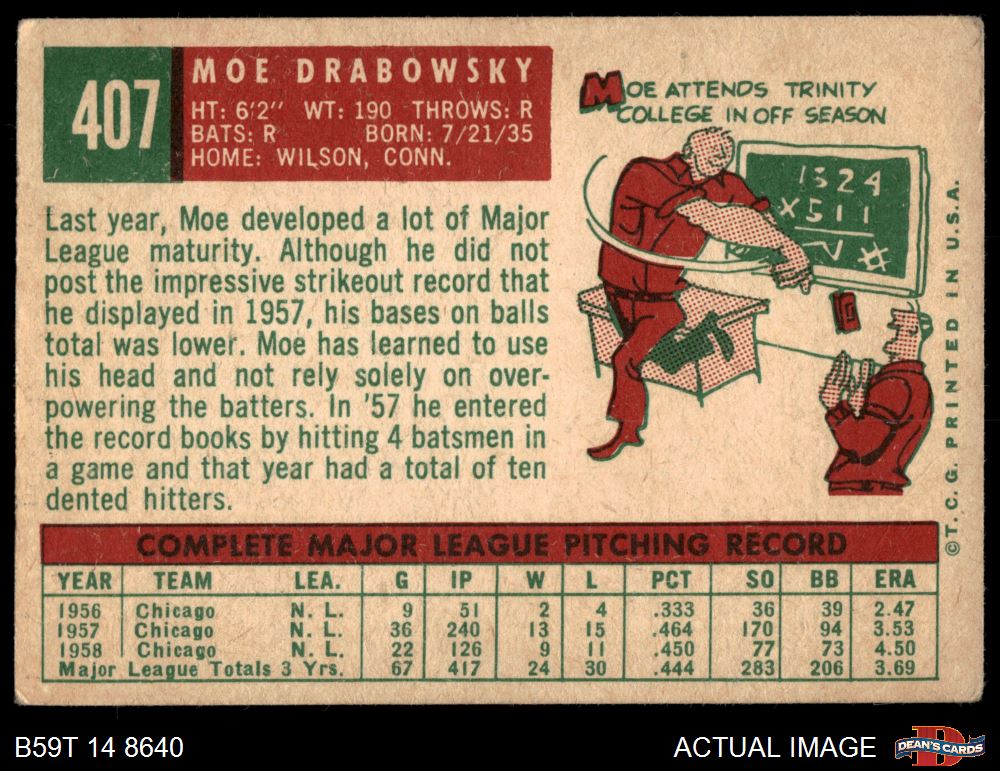 407
MOE DRABOWSKY
HT: 6'2" WT: 190 THROWS: R
BATS: R BORN: 7/21/35
HOME: WILSON, CONN.
MOE ATTENDS TRINITY
COLLEGE IN OFF SEASON
1324
X511
Last year, Moe developed a lot of Major
League maturity. Although he did not
post the impressive strikeout record that
he displayed in 1957, his bases on balls
total was lower. Moe has learned to use
his head and not rely solely on over-
powering the batters. In '57 he entered
the record books by hitting 4 batsmen in
a game and that year had a total of ten
dented hitters.
©T. C. G. PRINTED IN U.S.A.
COMPLETE MAJOR LEAGUE PITCHING RECORD
YEAR TEAM LEA. G IP W L PCT SO BB ERA
1956 Chicago N. L. 9 51 2 4 .333 36 39 2.47
1957 Chicago N. L. 36 240 13 15 .464 170 94 3.53
1958 Chicago N. L. 22 126 9 11 .450 77 73 4.50
Major League Totals 3 Yrs. 67 417 24 30 .444 283 206 3.69
B59T 14 8640
ACTUAL IMAGE
DEAN'S CARDS